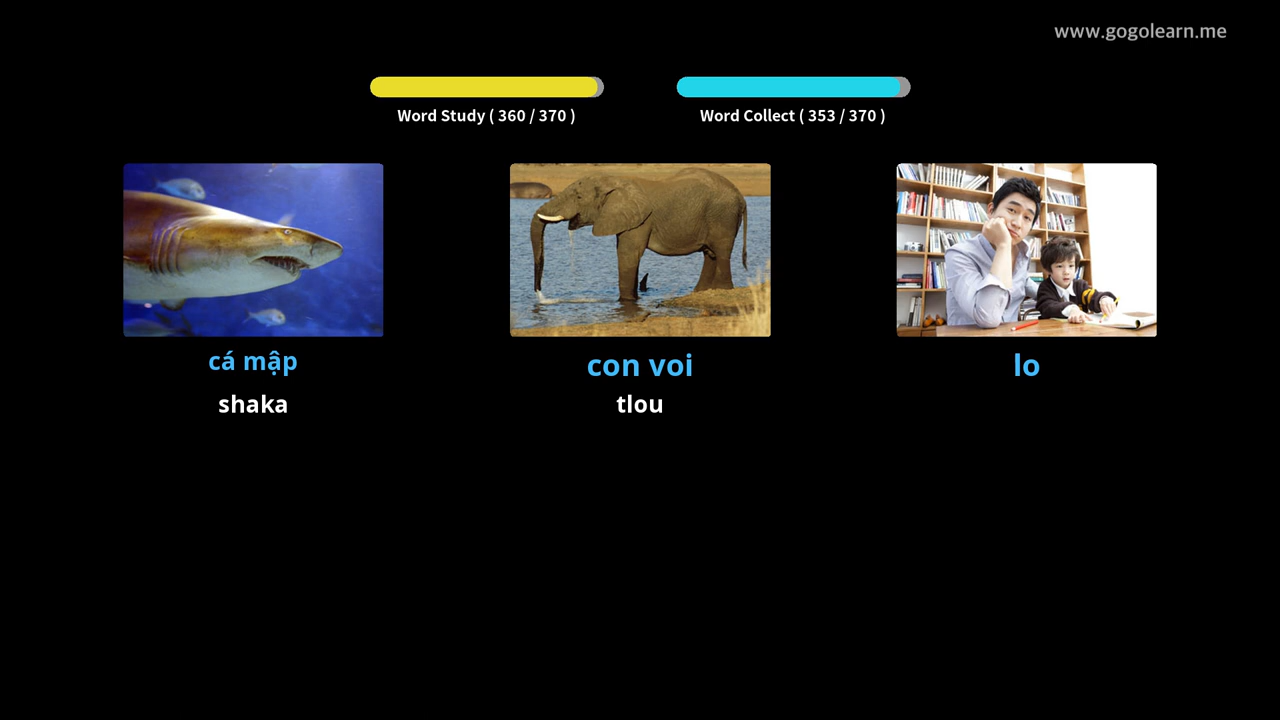 www.gogolearn.me
Word Study ( 360 / 370 )
Word Collect ( 353 / 370 )
cá mập
con voi
lo
shaka
tlou